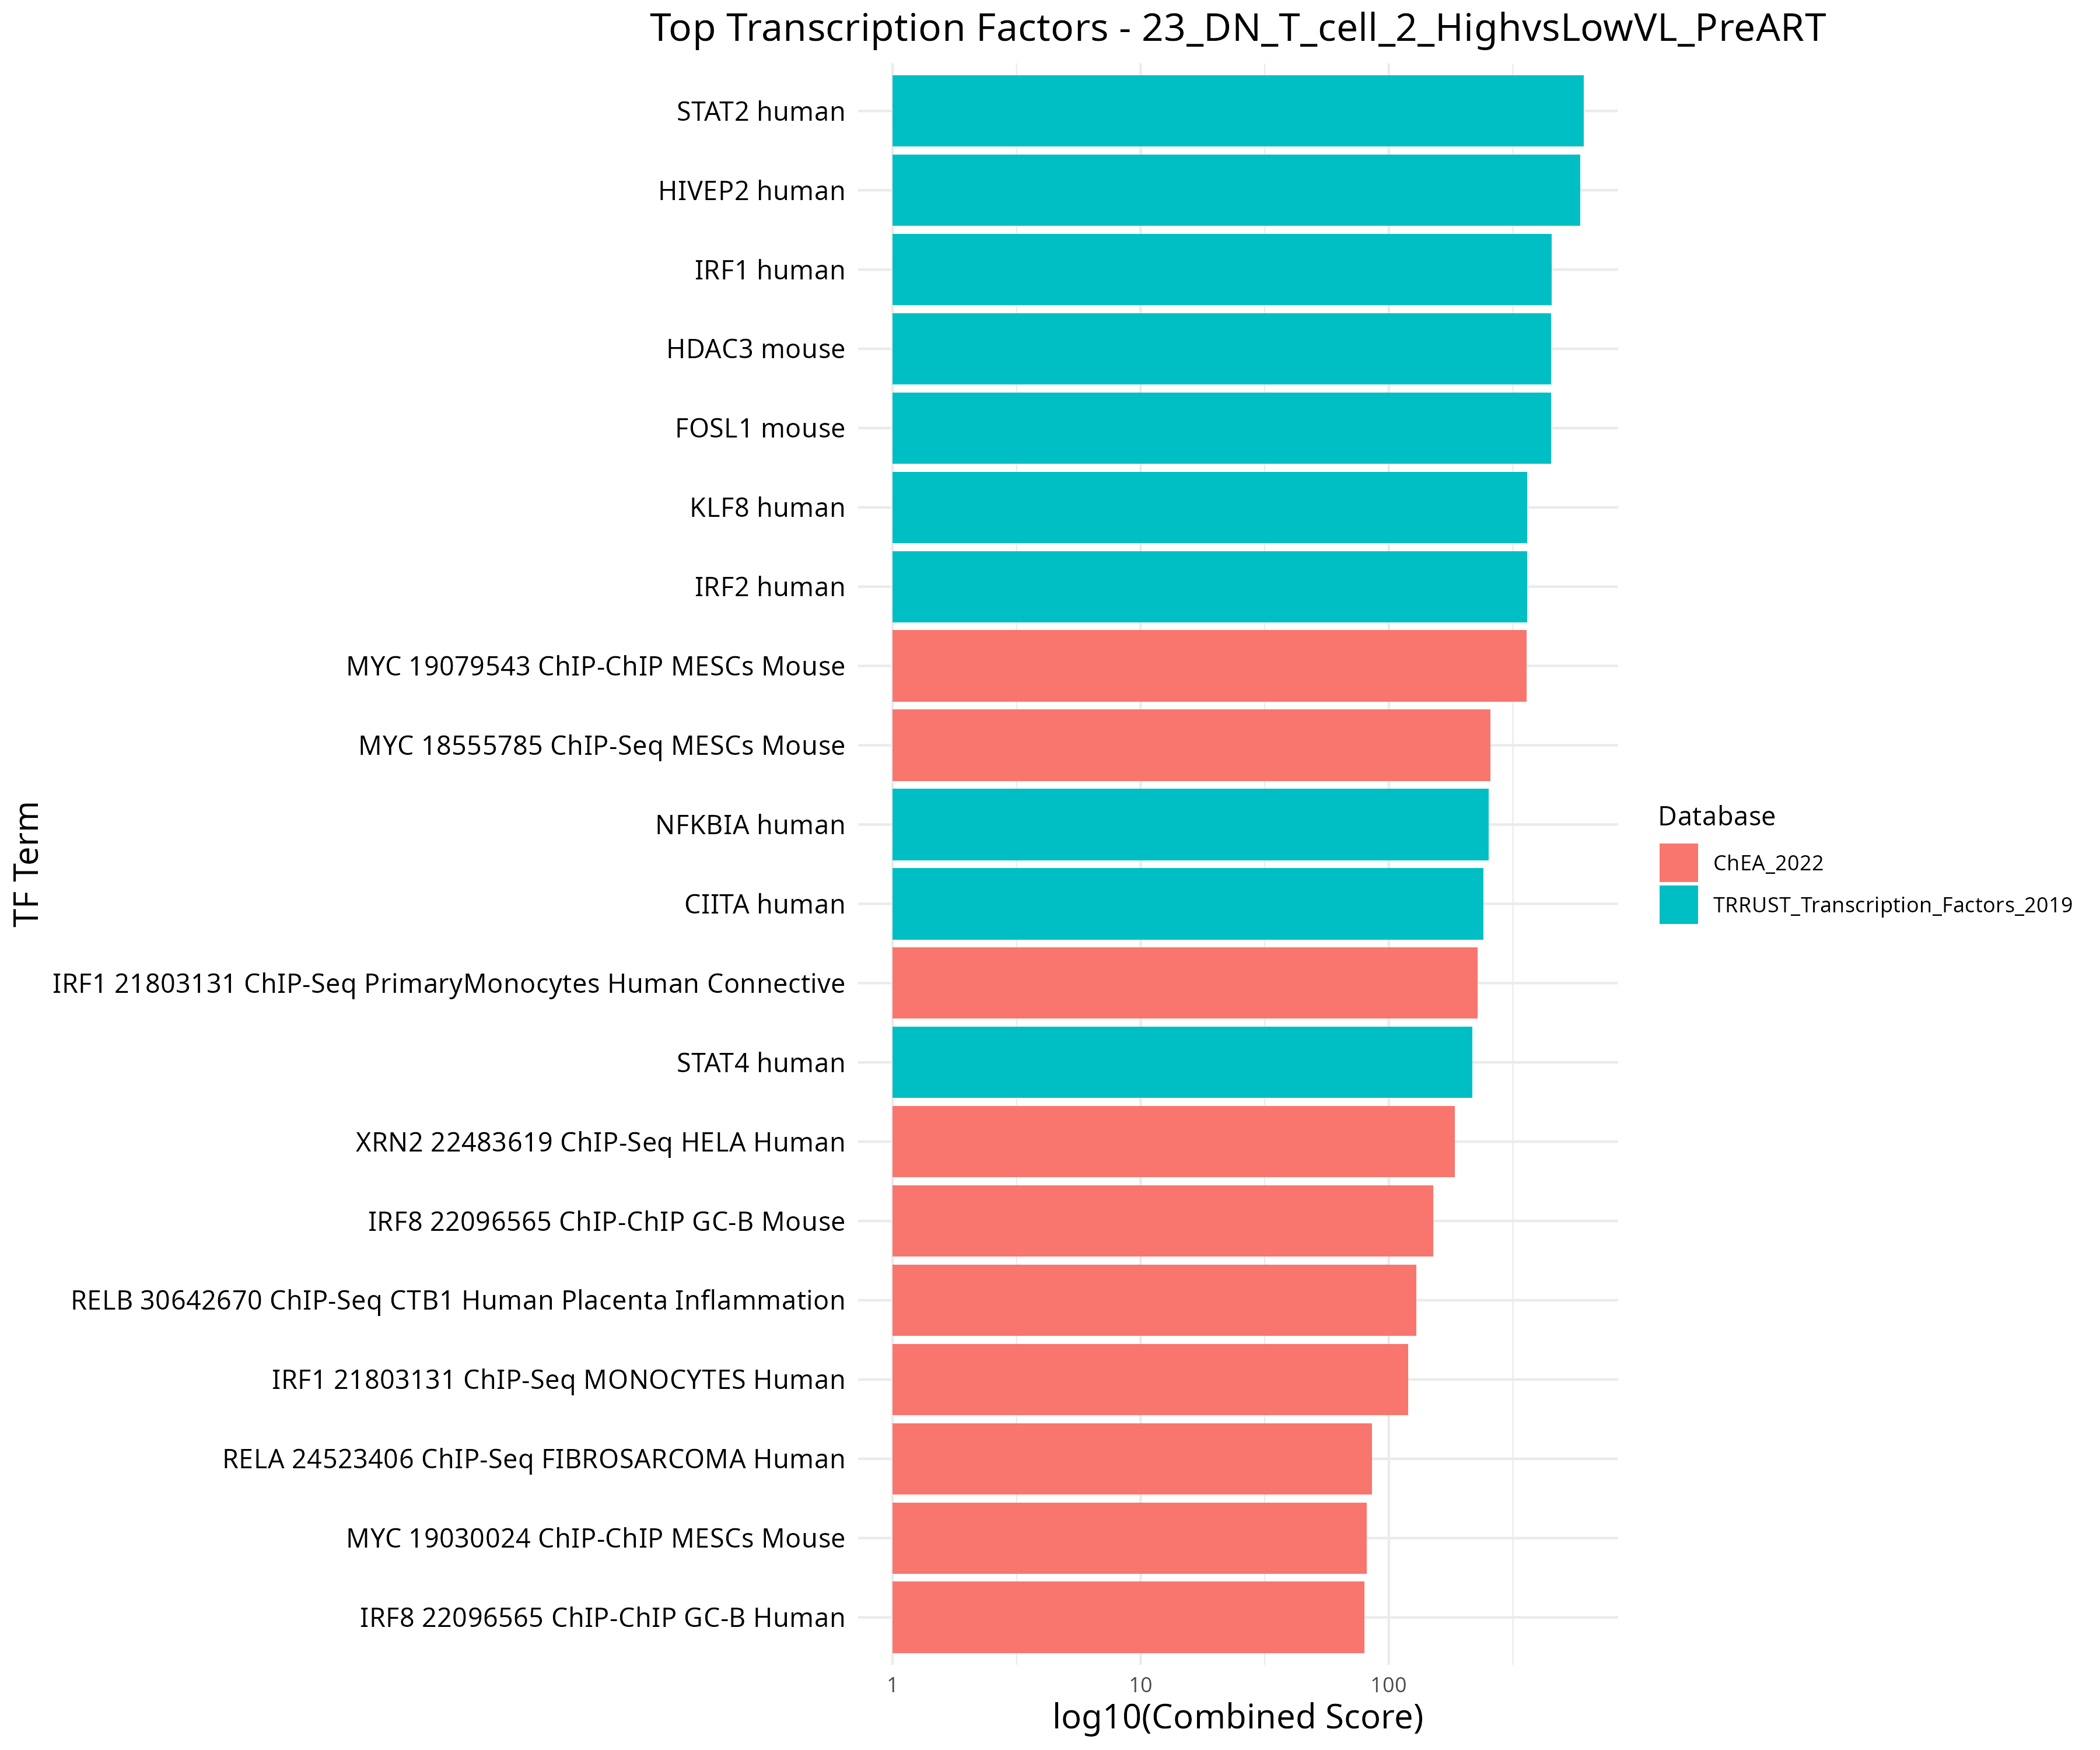 Top Transcription Factors - 23_DN_T_cell_2_HighvsLowVL_PreART
TF Term
STAT2 human
HIVEP2 human
IRF1 human
HDAC3 mouse
FOSL1 mouse
KLF8 human
IRF2 human
MYC 19079543 ChIP-ChIP MESCs Mouse
MYC 18555785 ChIP-Seq MESCs Mouse
NFKBIA human
CIITA human
IRF1 21803131 ChIP-Seq PrimaryMonocytes Human Connective
STAT4 human
XRN2 22483619 ChIP-Seq HELA Human
IRF8 22096565 ChIP-ChIP GC-B Mouse
RELB 30642670 ChIP-Seq CTB1 Human Placenta Inflammation
IRF1 21803131 ChIP-Seq MONOCYTES Human
RELA 24523406 ChIP-Seq FIBROSARCOMA Human
MYC 19030024 ChIP-ChIP MESCs Mouse
IRF8 22096565 ChIP-ChIP GC-B Human
1 10 100
log10(Combined Score)
Database
ChEA_2022
TRRUST_Transcription_Factors_2019